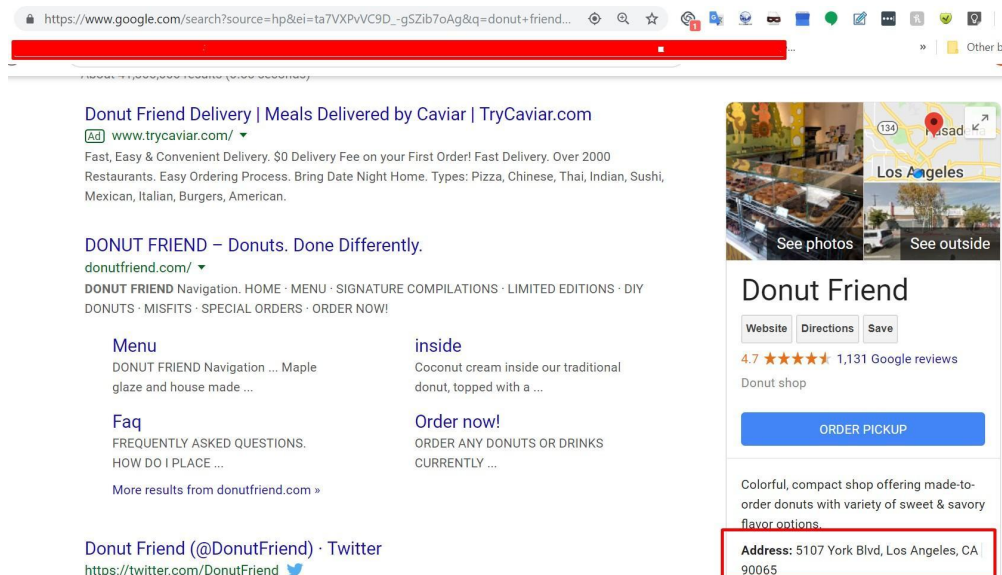 https://www.google.com/search?source=hp&ei=ta7VXPvVC9D_-gSZib7oAg&q=donut+friend...
1
» Other b
About 41,300,000 results (0.63 seconds)
Donut Friend Delivery | Meals Delivered by Caviar | TryCaviar.com
Ad www.trycaviar.com/
Fast, Easy & Convenient Delivery. $0 Delivery Fee on your First Order! Fast Delivery. Over 2000
Restaurants. Easy Ordering Process. Bring Date Night Home. Types: Pizza, Chinese, Thai, Indian, Sushi,
Mexican, Italian, Burgers, American.
DONUT FRIEND – Donuts. Done Differently.
donutfriend.com/
DONUT FRIEND Navigation. HOME · MENU · SIGNATURE COMPILATIONS · LIMITED EDITIONS · DIY
DONUTS · MISFITS · SPECIAL ORDERS · ORDER NOW!
Menu
DONUT FRIEND Navigation ... Maple
glaze and house made ...
inside
Coconut cream inside our traditional
donut, topped with a ...
Faq
FREQUENTLY ASKED QUESTIONS.
HOW DO I PLACE ...
Order now!
ORDER ANY DONUTS OR DRINKS
CURRENTLY ...
More results from donutfriend.com »
Donut Friend (@DonutFriend) · Twitter
https://twitter.com/DonutFriend
134
Los Angeles
See photos
See outside
Donut Friend
Website Directions Save
4.7 1,131 Google reviews
Donut shop
ORDER PICKUP
Colorful, compact shop offering made-to-
order donuts with variety of sweet & savory
flavor options.
Address: 5107 York Blvd, Los Angeles, CA
90065